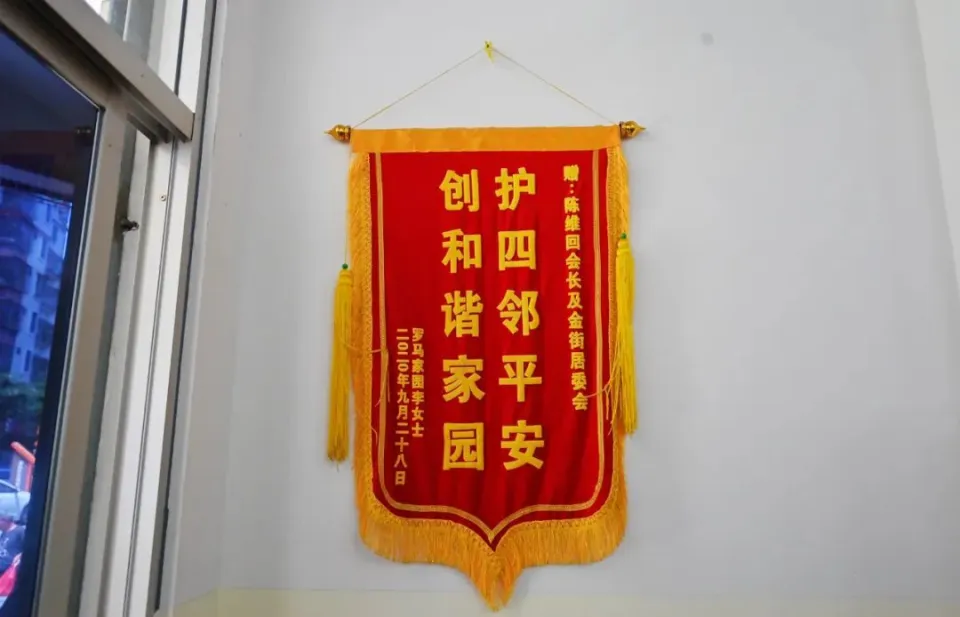 赠：陈维回会长及金街居委会
护四邻平安
创和谐家园
罗马家园李女士
二〇二〇年九月二十八日